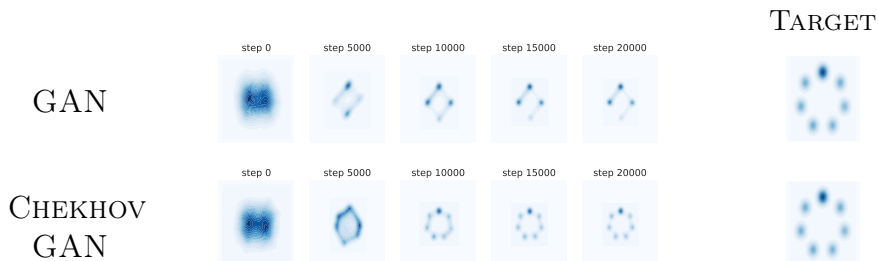 TARGET
step 0 step 5000 step 10000 step 15000 step 20000
GAN
step 0 step 5000 step 10000 step 15000 step 20000
CHEKHOV
GAN